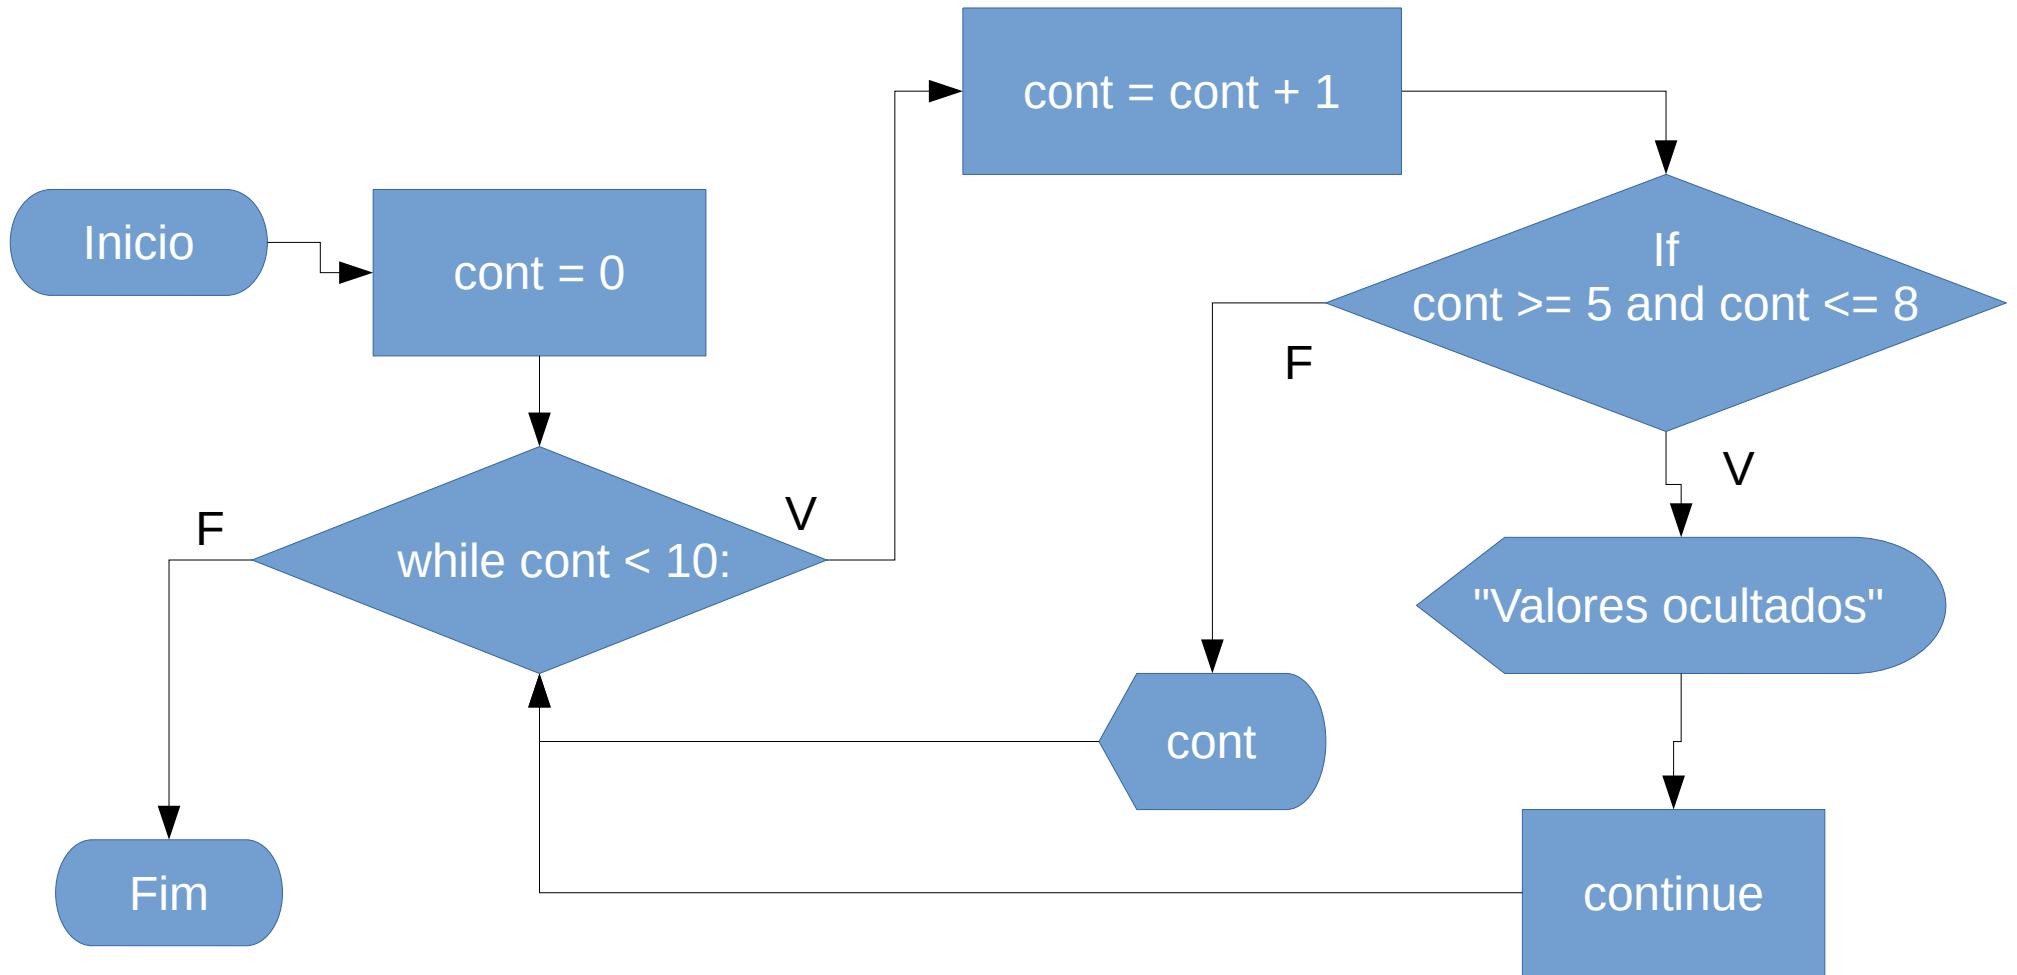 Inicio
cont = 0
while cont < 10:
F
V
cont = cont + 1
If
cont >= 5 and cont <= 8
F
V
"Valores ocultados"
cont
continue
Fim